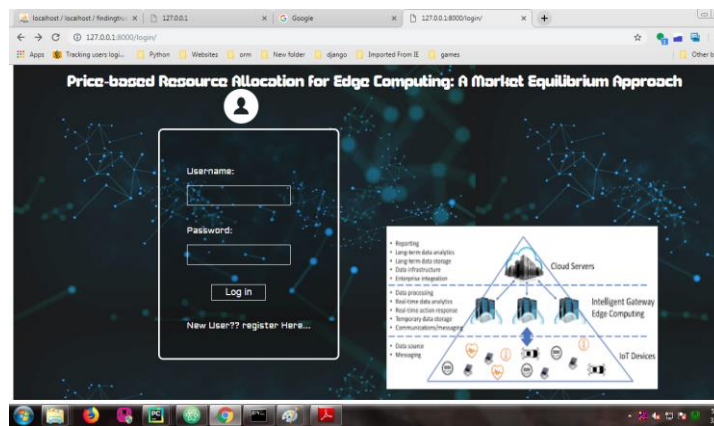 localhost / localhost / findingtru
127.0.0.1
Google
127.0.0.1:8000/login/
127.0.0.1:8000/login/
Apps
Tracking users logi...
Python
Websites
orm
New folder
django
Imported From IE
games
Other b
Price-based Resource Allocation for Edge Computing: A Market Equilibrium Approach
Username:
Password:
Log in
New User?? register Here...
• Reporting
• Long-term data analytics
• Long-term data storage
• Data infrastructure
• Enterprise integration
Cloud Servers
• Data processing
• Real-time data analytics
• Real-time action response
• Temporary data storage
• Communications/messaging
Intelligent Gateway
Edge Computing
• Data source
• Messaging
IoT Devices